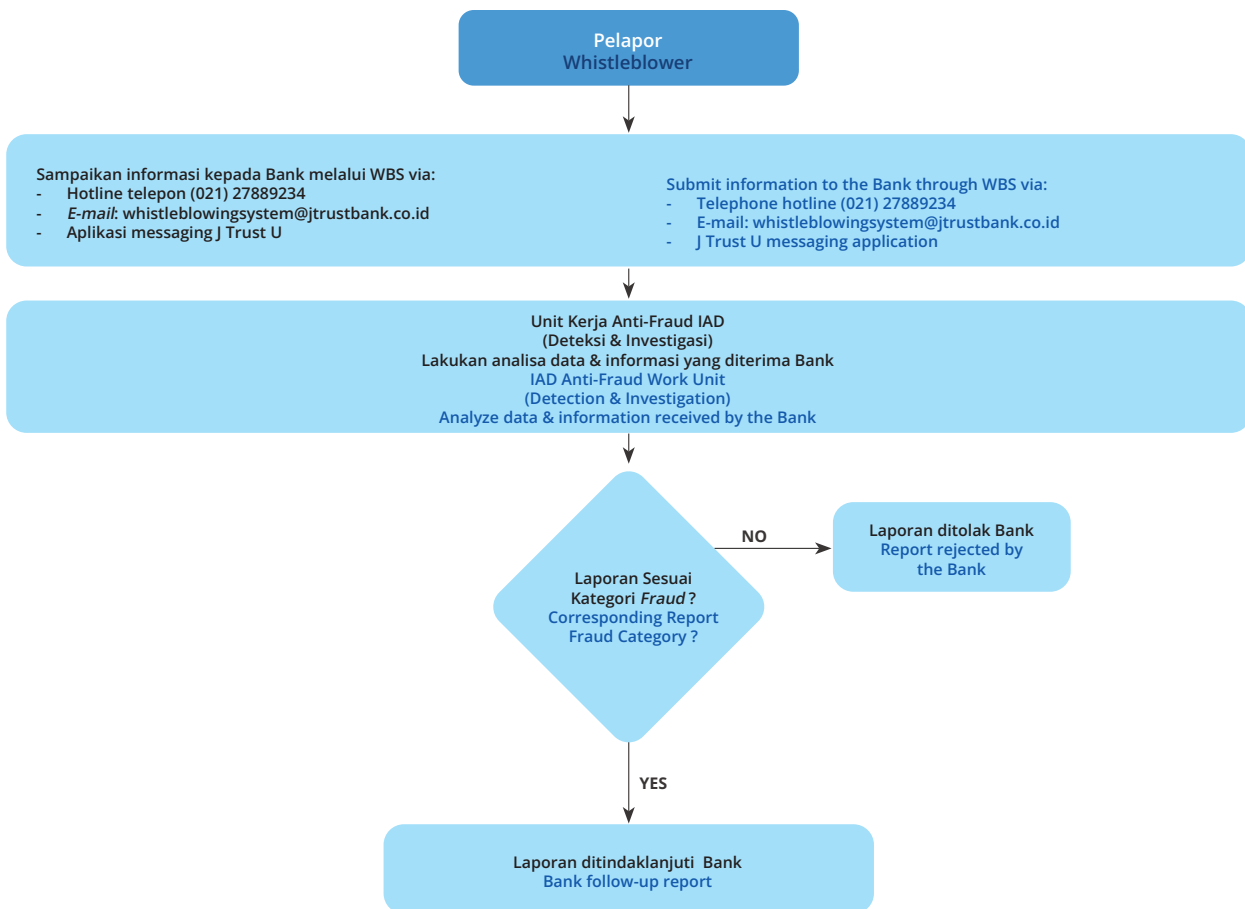 Pelapor
Whistleblower
Sampaikan informasi kepada Bank melalui WBS via:
- Hotline telepon (021) 27889234
- E-mail: whistleblowingsystem@jtrustbank.co.id
- Aplikasi messaging J Trust U
Submit information to the Bank through WBS via:
- Telephone hotline (021) 27889234
- E-mail: whistleblowingsystem@jtrustbank.co.id
- J Trust U messaging application
Unit Kerja Anti-Fraud IAD
(Deteksi & Investigasi)
Lakukan analisa data & informasi yang diterima Bank
IAD Anti-Fraud Work Unit
(Detection & Investigation)
Analyze data & information received by the Bank
Laporan Sesuai
Kategori Fraud ?
Corresponding Report
Fraud Category ?
NO
Laporan ditolak Bank
Report rejected by
the Bank
YES
Laporan ditindaklanjuti Bank
Bank follow-up report